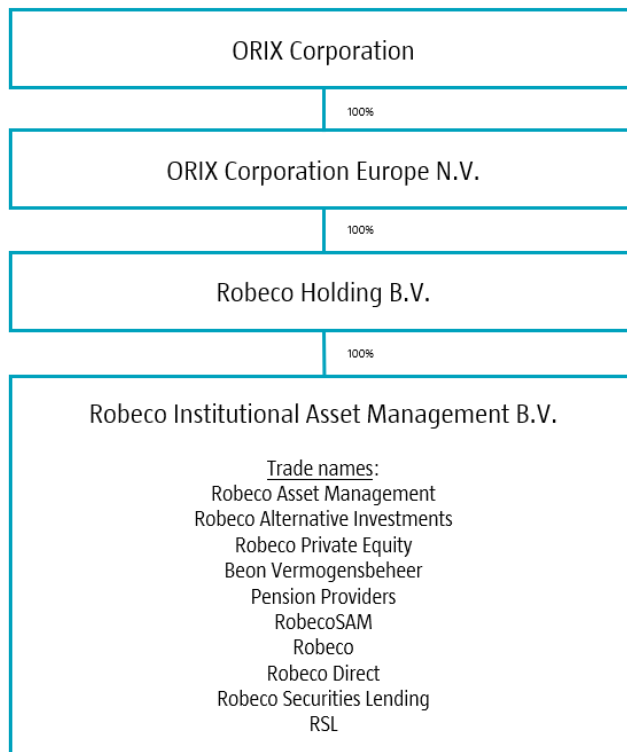 ORIX Corporation
100%
ORIX Corporation Europe N.V.
100%
Robeco Holding B.V.
100%
Robeco Institutional Asset Management B.V.
Trade names:
Robeco Asset Management
Robeco Alternative Investments
Robeco Private Equity
Beon Vermogensbeheer
Pension Providers
RobecoSAM
Robeco
Robeco Direct
Robeco Securities Lending
RSL